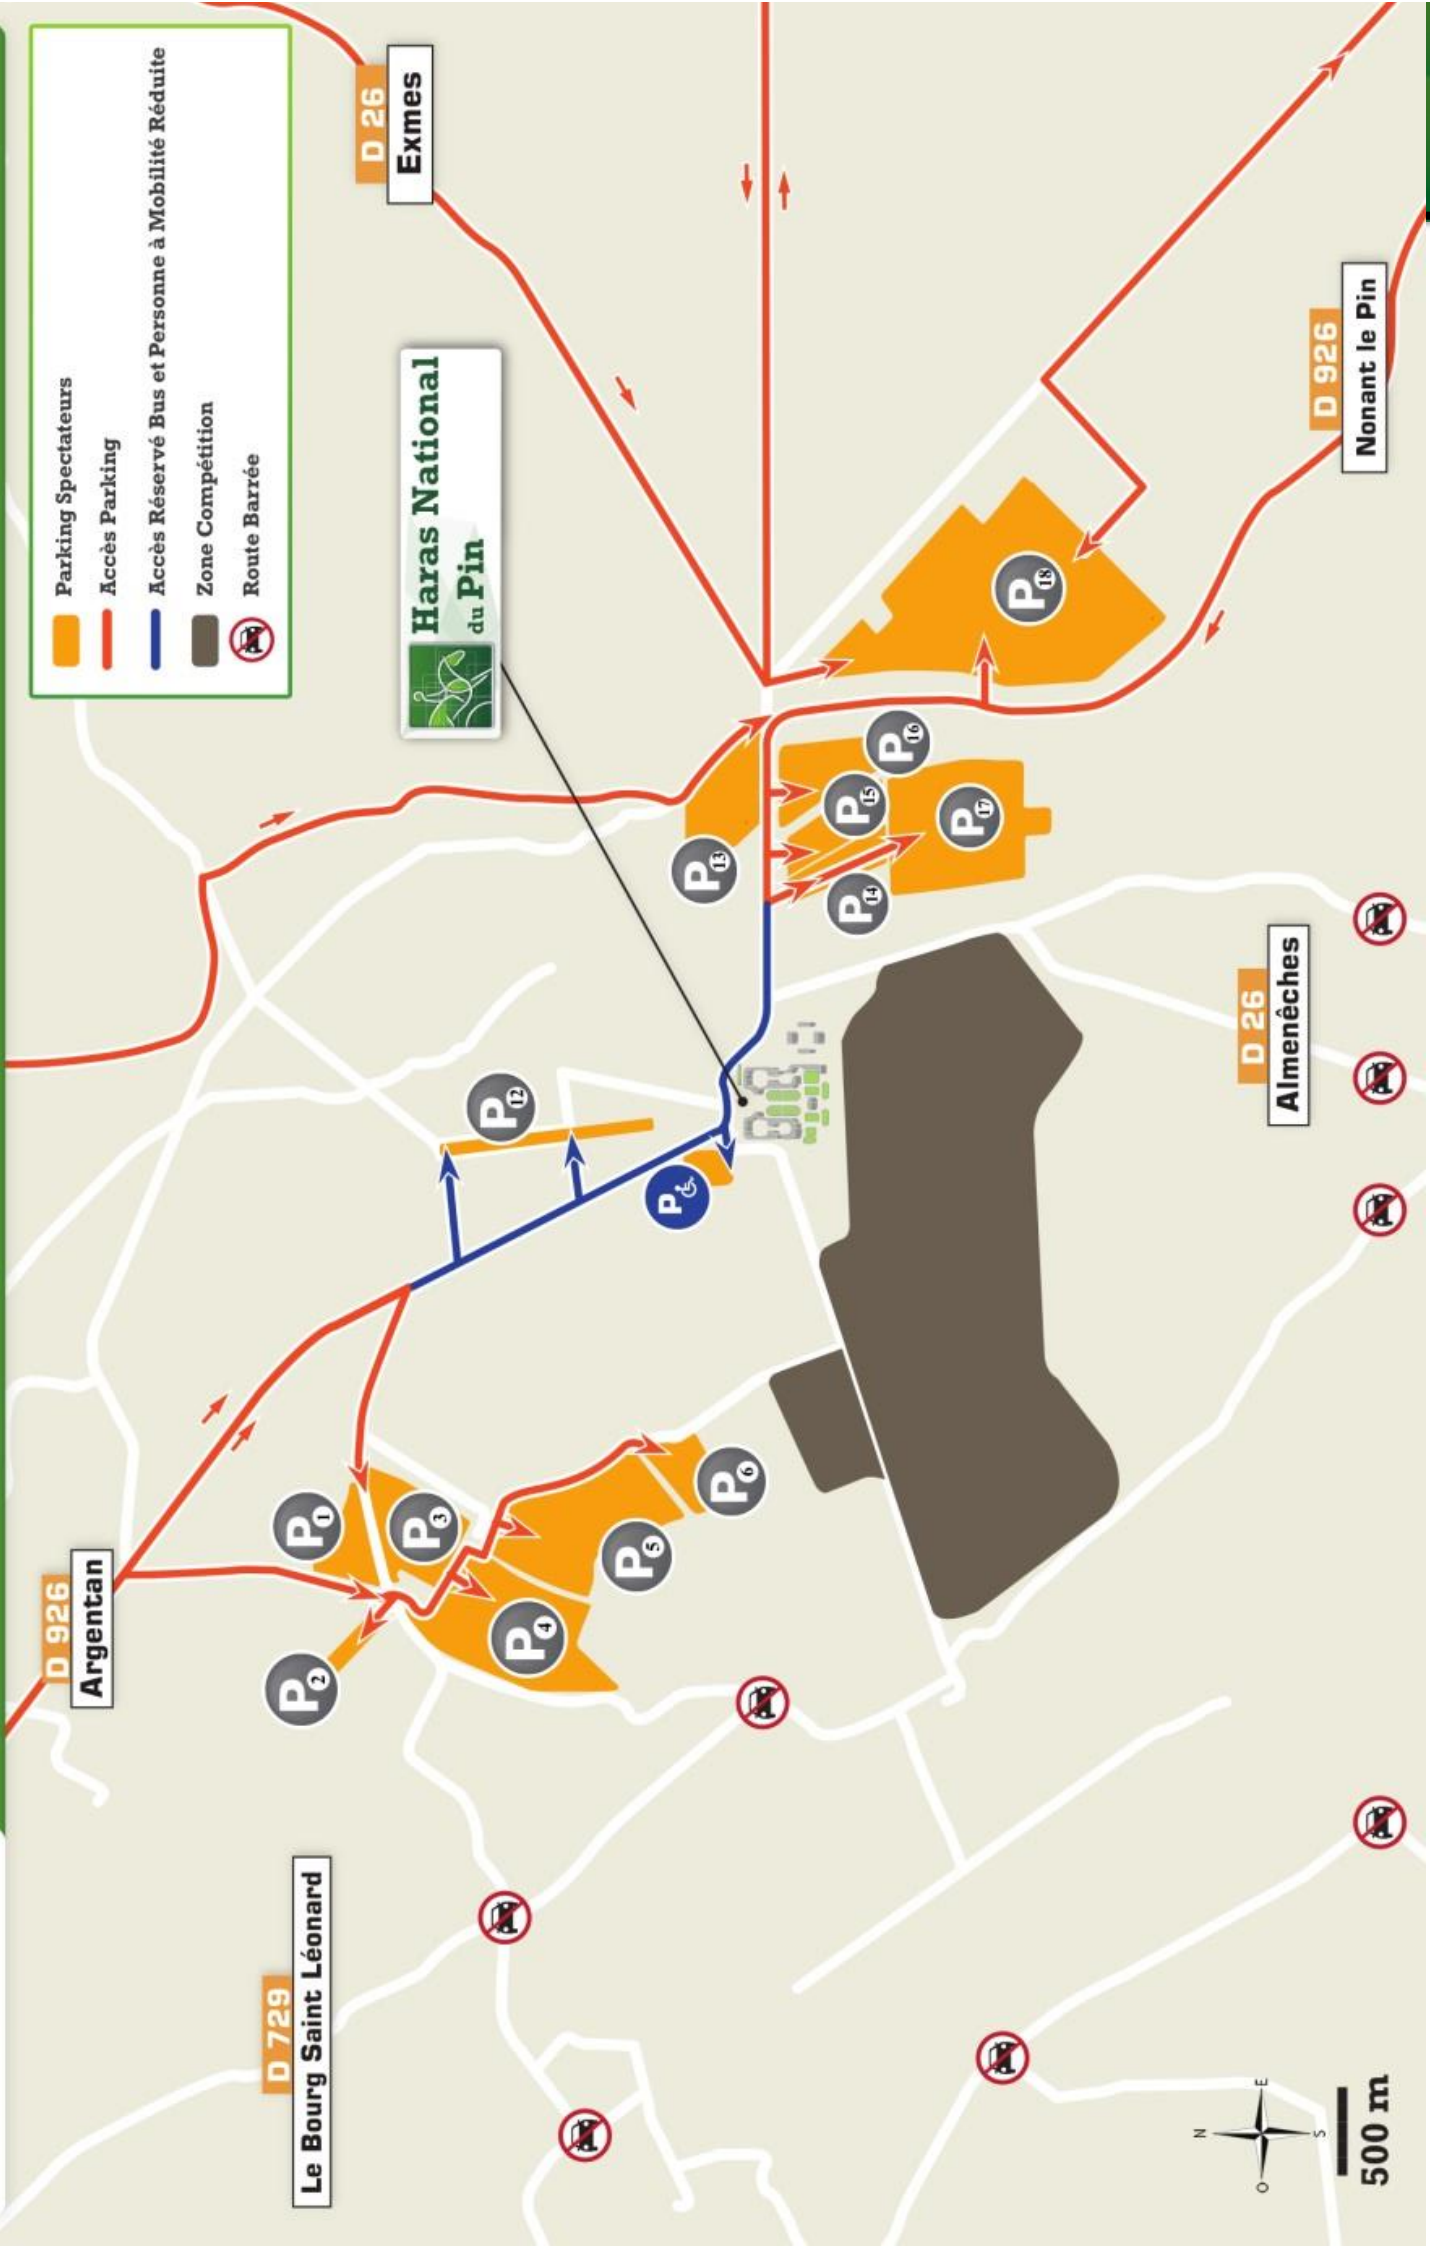 Parking Spectateurs
Accès Parking
Accès Réservé Bus et Personne à Mobilité Réduite
Zone Compétition
Route Barrée
D 26
Exmes
Haras National
du Pin
D 926
Nonant le Pin
D 926
Argentan
D 729
Le Bourg Saint Léonard
D 26
Almenêches
P 1
P 2
P 3
P 4
P 5
P 6
P 12
P
P 13
P 14
P 15
P 16
P 17
P 18
N
O
E
S
500 m